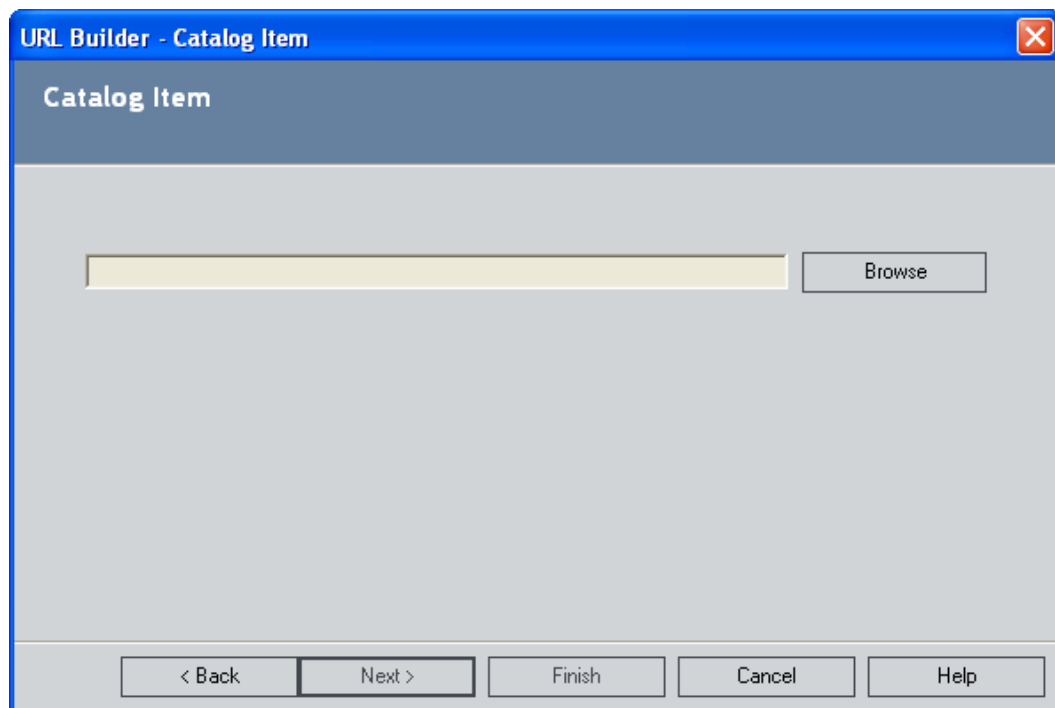 URL Builder - Catalog Item
Catalog Item
Browse
< Back Next > Finish Cancel Help